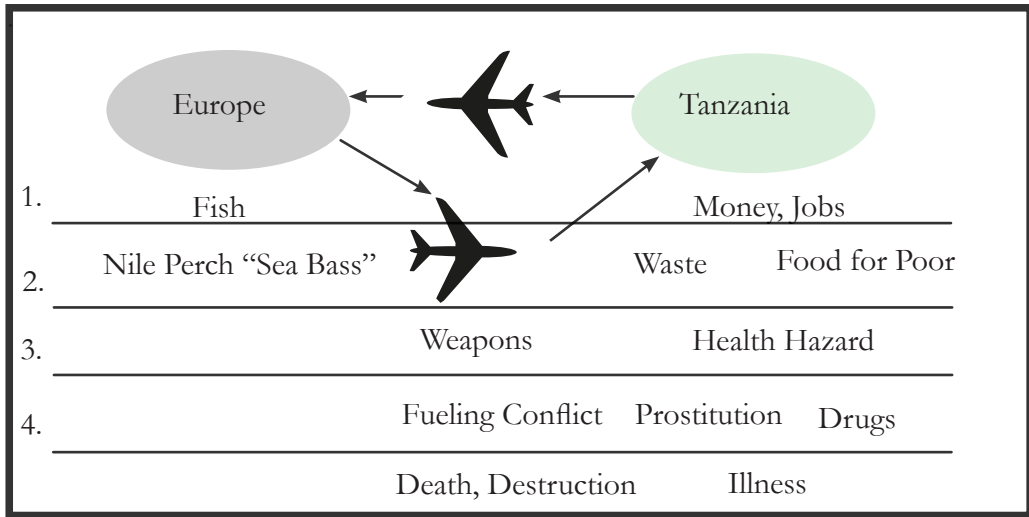 Europe Tanzania
1. Fish Money, Jobs
2. Nile Perch “Sea Bass” Waste Food for Poor
3. Weapons Health Hazard
4. Fueling Conflict Prostitution Drugs
Death, Destruction Illness